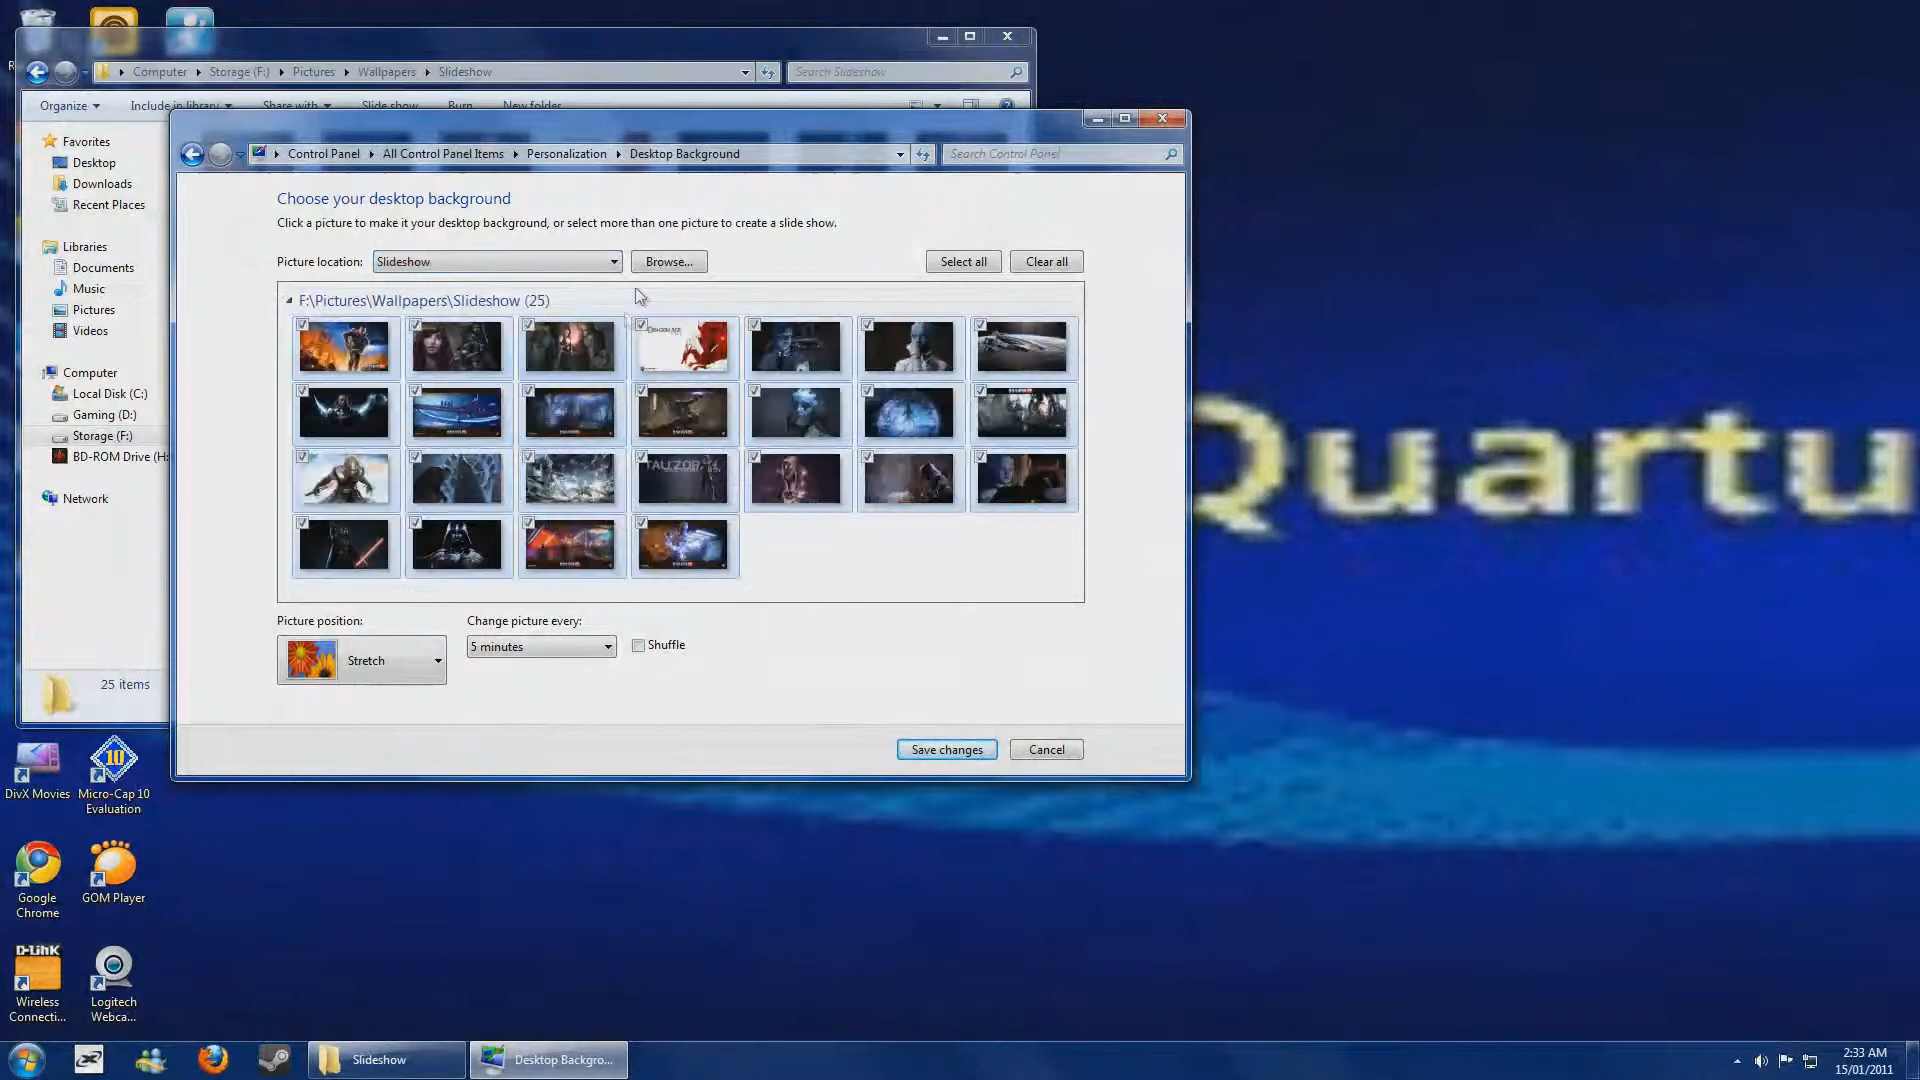 Computer Storage (F:) Pictures Wallpapers Slideshow
Search Slideshow
Organize Include in library Share with Slide show Burn New folder
Control Panel All Control Panel Items Personalization Desktop Background
Search Control Panel
Favorites
Desktop
Downloads
Recent Places
Libraries
Documents
Music
Pictures
Videos
Computer
Local Disk (C:)
Gaming (D:)
Storage (F:)
BD-ROM Drive (H:
Network
25 items
Choose your desktop background
Click a picture to make it your desktop background, or select more than one picture to create a slide show.
Picture location: Slideshow Browse... Select all Clear all
F:\Pictures\Wallpapers\Slideshow (25)
Picture position: Change picture every:
Stretch 5 minutes Shuffle
Save changes Cancel
Quartu
DivX Movies
Micro-Cap 10
Evaluation
10
Google
Chrome
GOM Player
D-Link
Wireless
Connecti...
Logitech
Webca...
Slideshow
Desktop Backgro...
2:33 AM
15/01/2011